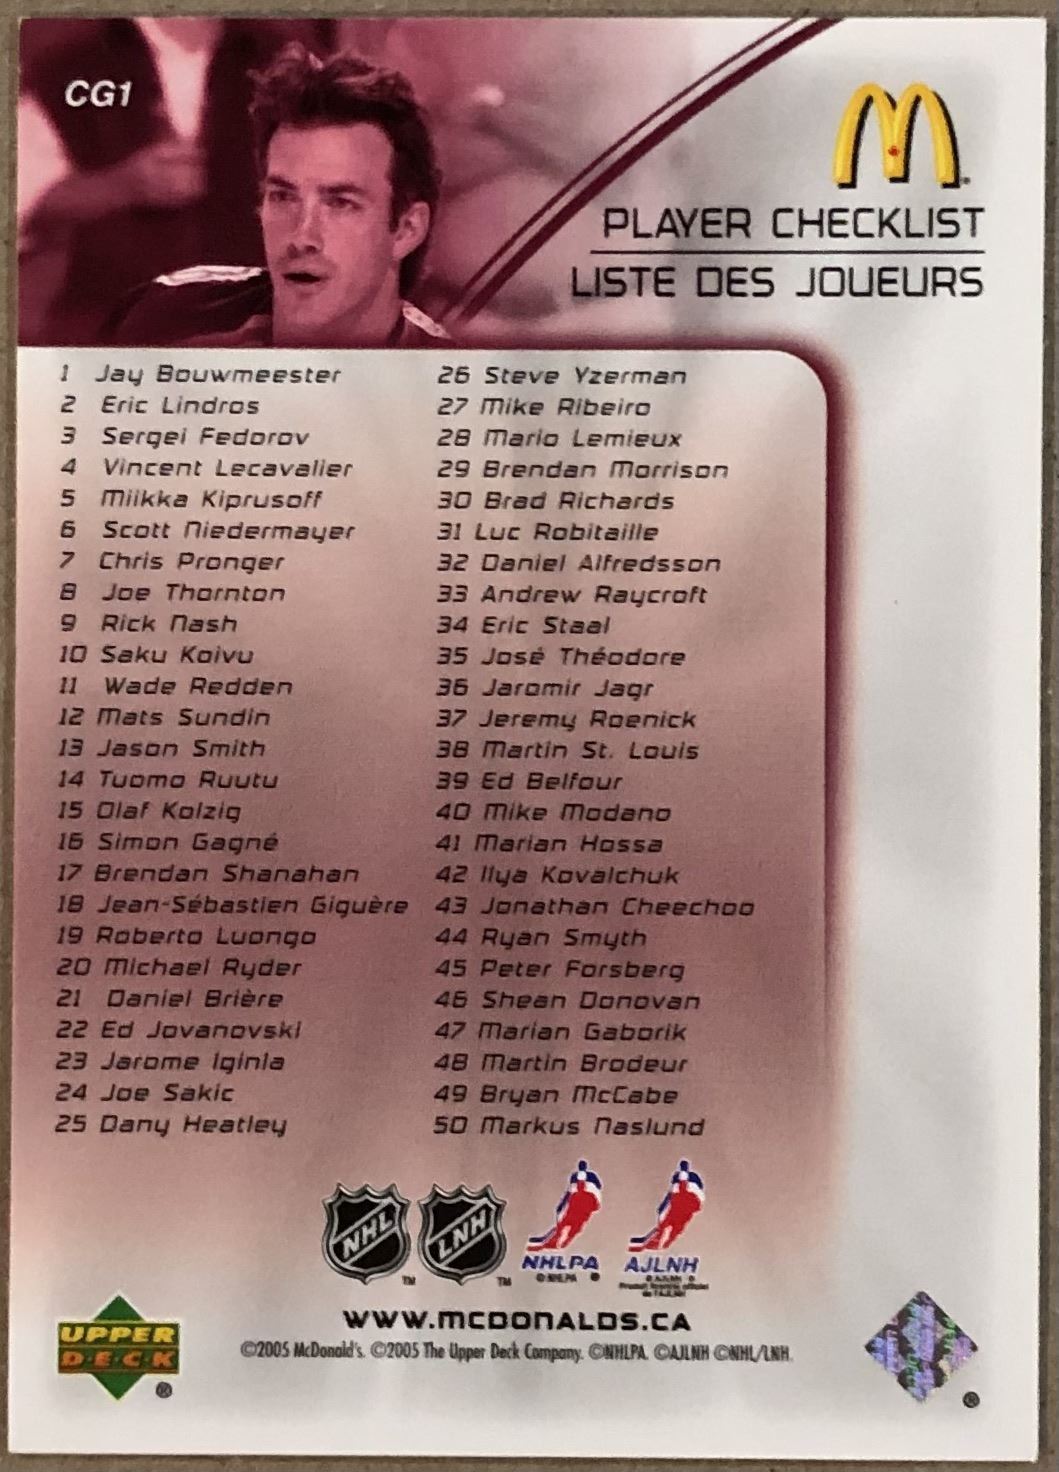 CG1
M
PLAYER CHECKLIST
LISTE DES JOUEURS
1 Jay Bouwmeester
2 Eric Lindros
3 Sergei Fedorov
4 Vincent Lecavalier
5 Miikka Kiprusoff
6 Scott Niedermayer
7 Chris Pronger
8 Joe Thornton
9 Rick Nash
10 Saku Koivu
11 Wade Redden
12 Mats Sundin
13 Jason Smith
14 Tuomo Ruutu
15 Olaf Kolzig
16 Simon Gagné
17 Brendan Shanahan
18 Jean-Sébastien Giguère
19 Roberto Luongo
20 Michael Ryder
21 Daniel Brière
22 Ed Jovanovski
23 Jarome Iginla
24 Joe Sakic
25 Dany Heatley
26 Steve Yzerman
27 Mike Ribeiro
28 Mario Lemieux
29 Brendan Morrison
30 Brad Richards
31 Luc Robitaille
32 Daniel Alfredsson
33 Andrew Raycroft
34 Eric Staal
35 José Théodore
36 Jaromir Jagr
37 Jeremy Roenick
38 Martin St. Louis
39 Ed Belfour
40 Mike Modano
41 Marian Hossa
42 Ilya Kovalchuk
43 Jonathan Cheechoo
44 Ryan Smyth
45 Peter Forsberg
46 Shean Donovan
47 Marian Gaborik
48 Martin Brodeur
49 Bryan McCabe
50 Markus Naslund
NHL ™
LNH ™
NHLPA
© NHLPA ®
AJLNH
WWW.MCDONALDS.CA
©2005 McDonald's. ©2005 The Upper Deck Company. ©NHLPA. ©AJLNH ©NHL/LNH.
UPPER
DECK ®